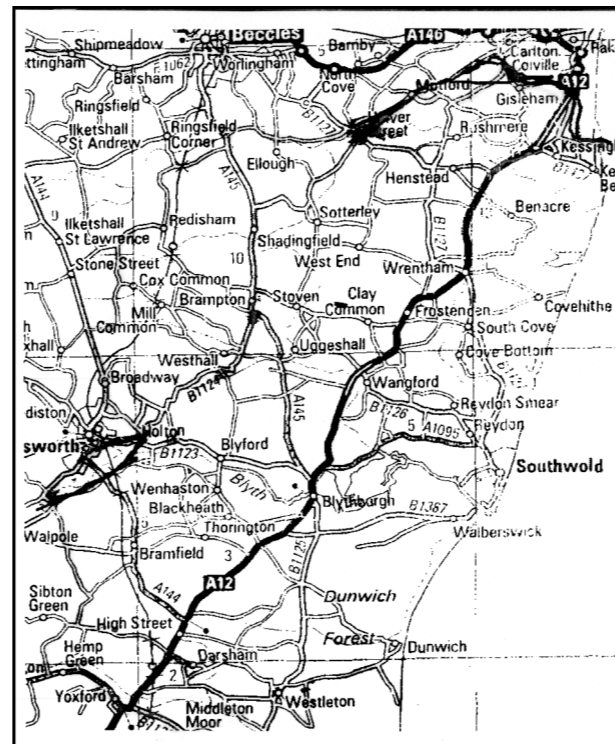 Beccles
A146
Shipmeadow
Barnby
Carlton
Colville
Barsham
Worlingham
North
Cove
Mutford
A12
Gisleham
Ringsfield
Ilketshall
St Andrew
Ringsfield
Corner
Rushmere
Ellough
Henstead
A144
A145
B1127
Sotterley
Benacre
Ilketshall
St Lawrence
Redisham
Shadingfield
West End
Stone Street
10
Wrentham
Cox Common
Brampton
Stoven
Clay
Common
Frostenden
Covehithe
Mill
Common
South Cove
Westhall
Uggeshall
Cove Bottom
Broadway
B1124
Wangford
A145
B1126
Reydon Smear
5
A1095
Reydon
Holton
B1123
Blyford
Southwold
Wenhaston
Blyth
Blackheath
Blythburgh
B1387
Thorington
Walberswick
Walpole
Bramfield
3
B1125
A12
A144
Sibton
Green
Dunwich
High Street
Forest
Dunwich
Hemp
Green
Darsham
2
Yoxford
Middleton
Moor
Westleton